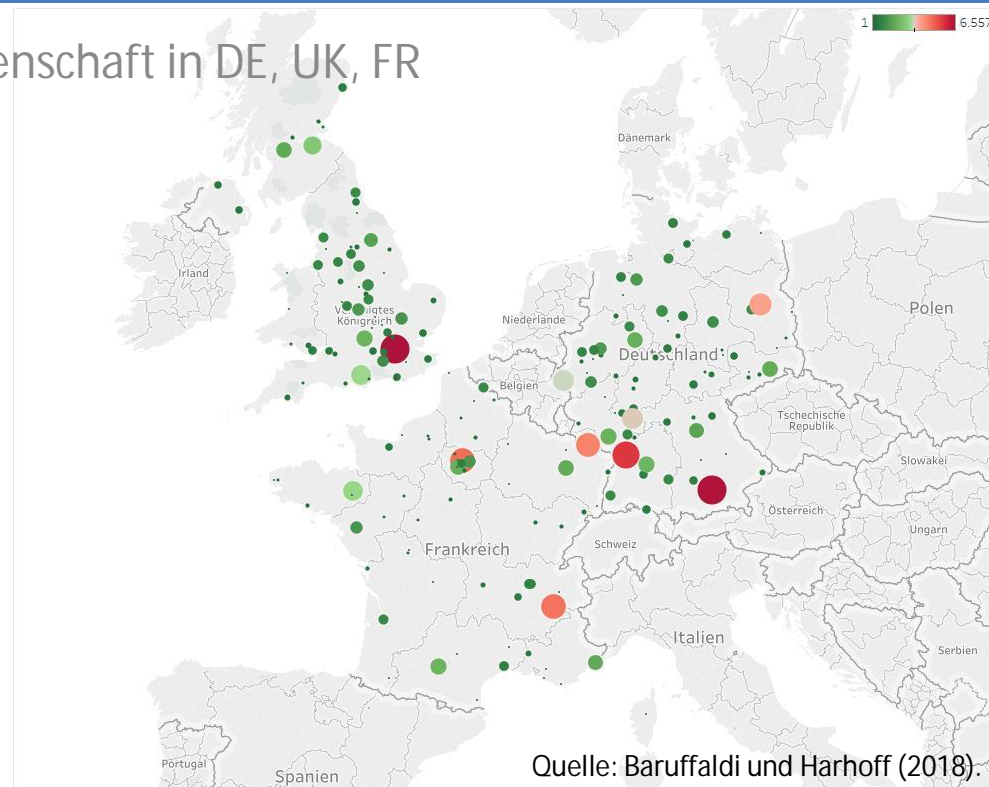 1 6.557
enschaft in DE, UK, FR
Dänemark
Irland
Königreich
Niederlande
Polen
Deutschland
Belgien
Tschechische
Republik
Slowakei
Österreich
Ungarn
Schweiz
Frankreich
Italien
Serbien
Portugal
Spanien
Quelle: Baruffaldi und Harhoff (2018).